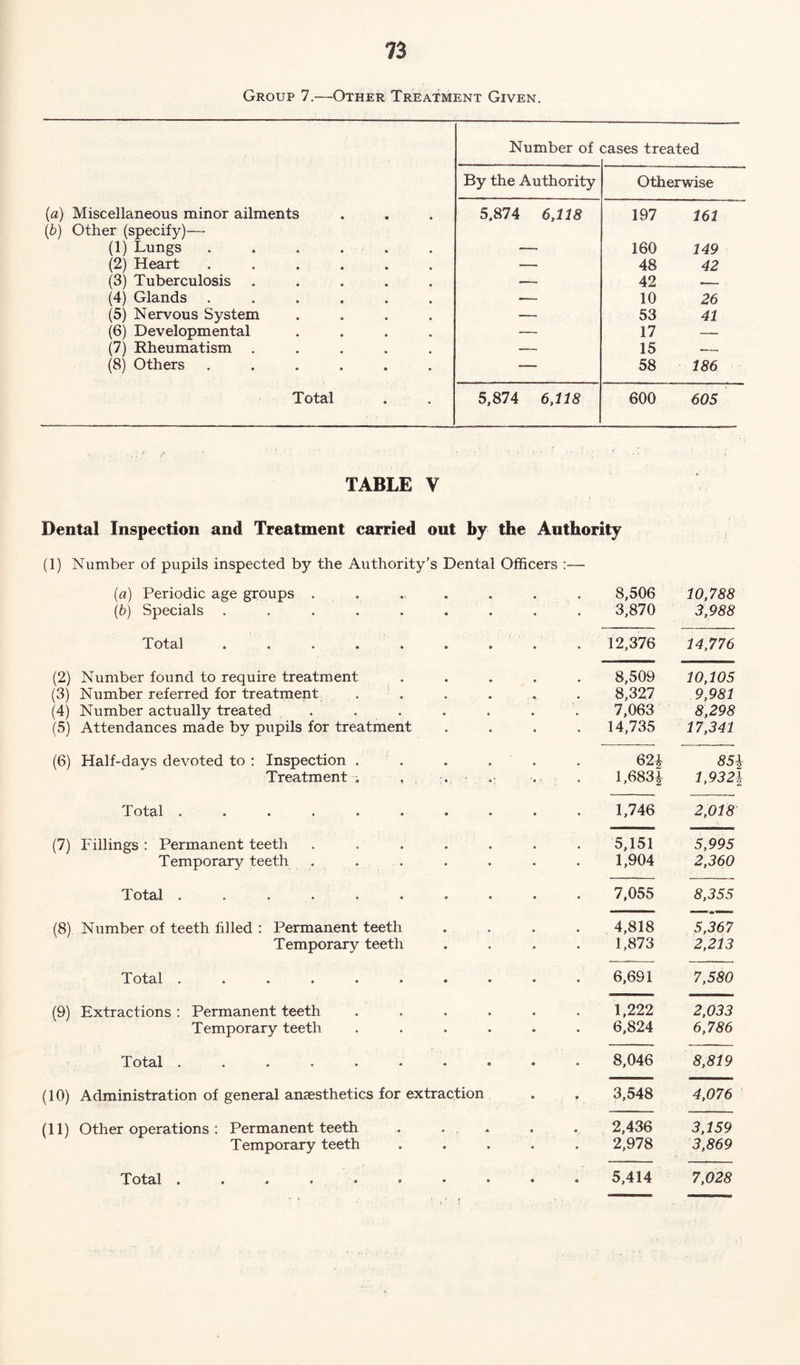 73
Group 7.—Other Treatment Given.
Number of cases treated
By the Authority Otherwise
(a) Miscellaneous minor ailments . . . 5,874 6,118 197 161
(b) Other (specify)—
(1) Lungs . . . . . . — 160 149
(2) Heart . . . . . . — 48 42
(3) Tuberculosis . . . . . — 42 —
(4) Glands . . . . . . — 10 26
(5) Nervous System . . . . — 53 41
(6) Developmental . . . . — 17 —
(7) Rheumatism . . . . . — 15 —
(8) Others . . . . . . — 58 186
Total . . 5,874 6,118 600 605
TABLE V
Dental Inspection and Treatment carried out by the Authority
(1) Number of pupils inspected by the Authority's Dental Officers :—
(a) Periodic age groups . . . . . . . 8,506 10,788
(b) Specials . . . . . . . . . 3,870 3,988
Total . . . . . . . . . 12,376 14,776
(2) Number found to require treatment . . . . . 8,509 10,105
(3) Number referred for treatment . . . . . . 8,327 9,981
(4) Number actually treated . . . . . . . 7,063 8,298
(5) Attendances made by pupils for treatment . . . . 14,735 17,341
(6) Half-days devoted to : Inspection . . . . . . 62½ 85½
Treatment . . . . . . 1,683½ 1,932½
Total . . . . . . . . . . 1,746 2,018
(7) Fillings : Permanent teeth . . . . . . . 5,151 5,995
Temporary teeth . . . . . . . 1,904 2,360
Total . . . . . . . . . . 7,055 8,355
(8) Number of teeth filled : Permanent teeth . . . . 4,818 5,367
Temporary teeth . . . . 1,873 2,213
Total . . . . . . . . . . 6,691 7,580
(9) Extractions : Permanent teeth . . . . . . 1,222 2,033
Temporary teeth . . . . . . 6,824 6,786
Total . . . . . . . . . . 8,046 8,819
(10) Administration of general anæsthetics for extraction . . 3,548 4,076
(11) Other operations : Permanent teeth . . . . . 2,436 3,159
Temporary teeth . . . . . 2,978 3,869
Total . . . . . . . . . . 5,414 7,028